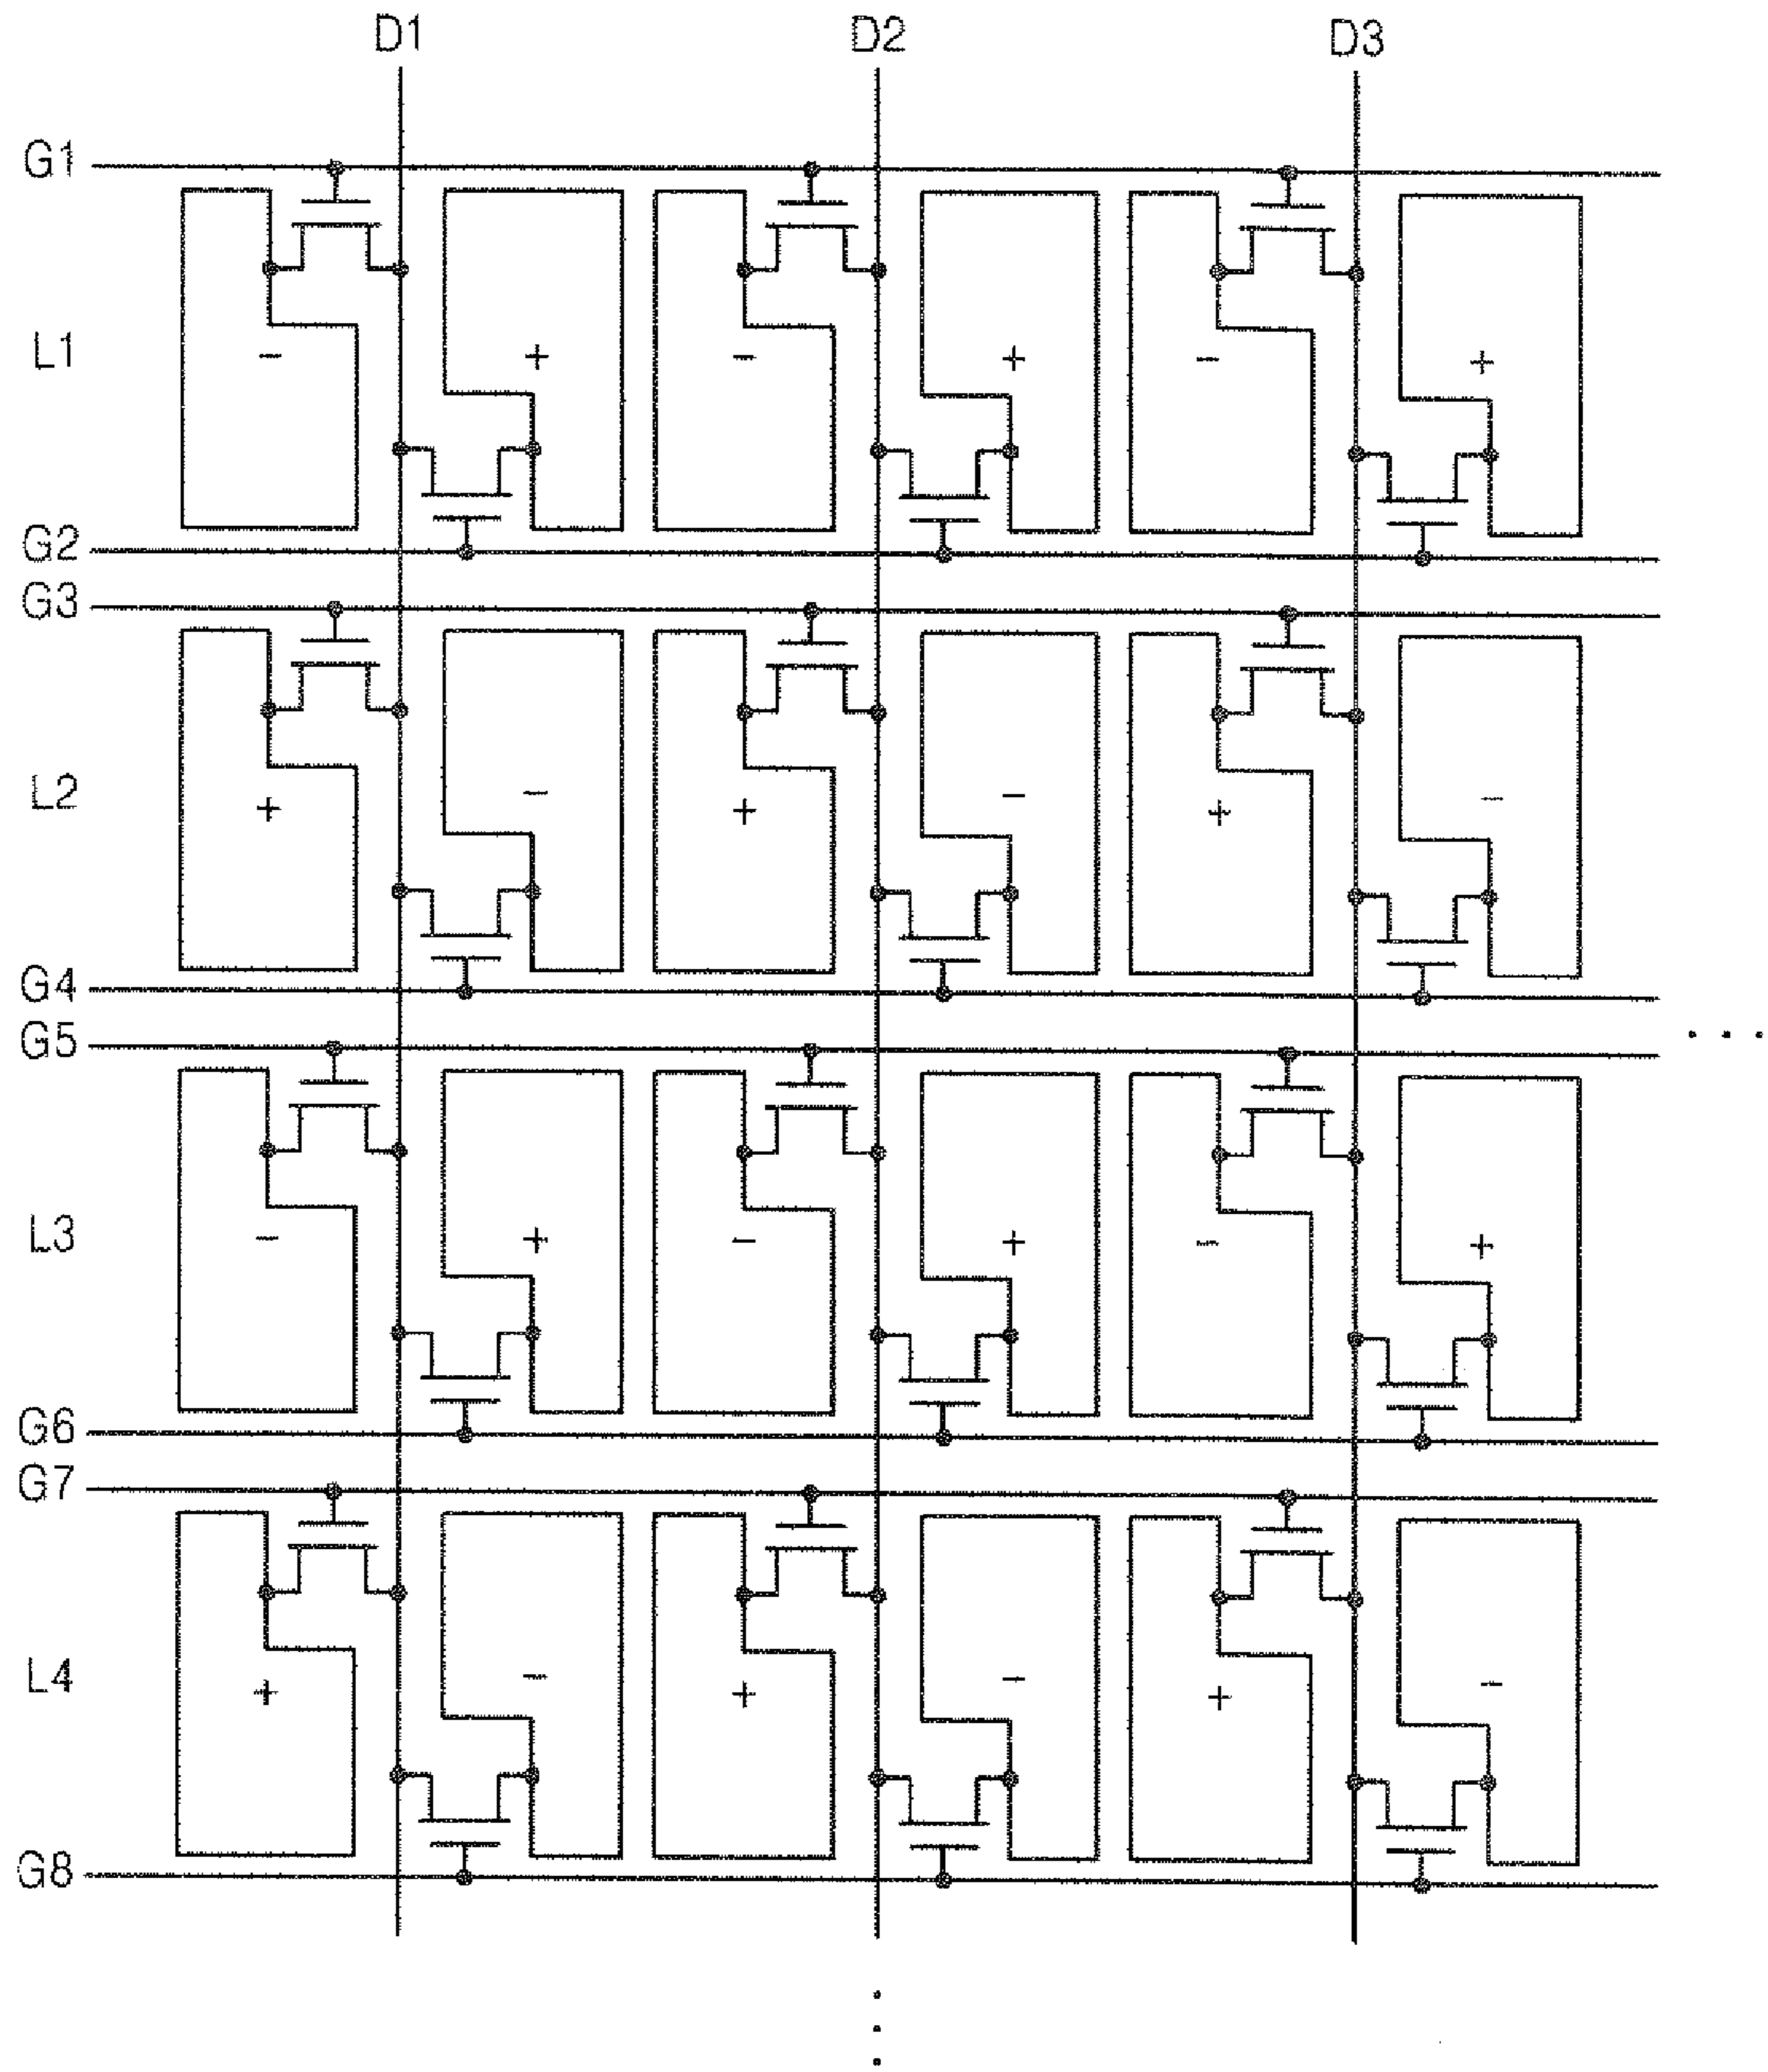 D1 D2 D3
G1
L1 − + − + − +
G2
G3
L2 + − + − + −
G4
G5
L3 − + − + − +
G6
G7
L4 + − + − + −
G8